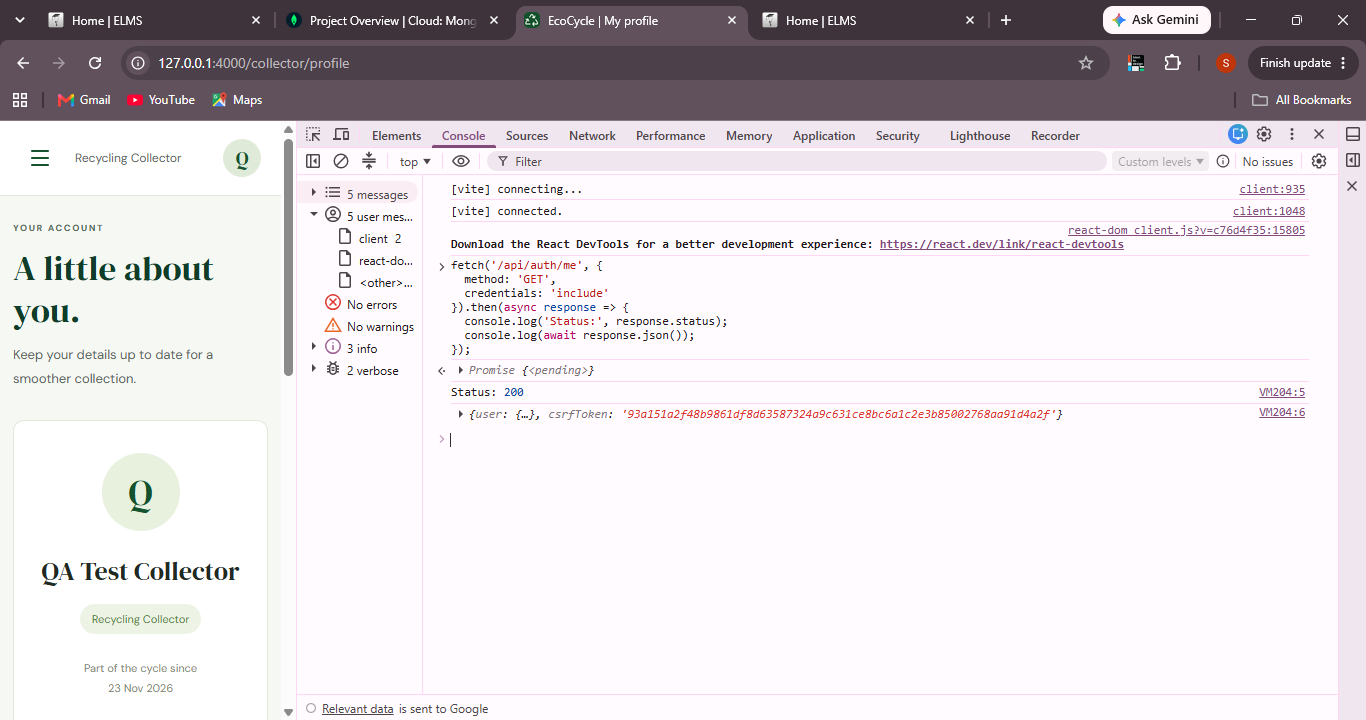 Home | ELMS
Project Overview | Cloud: Mong
EcoCycle | My profile
Home | ELMS
Ask Gemini
127.0.0.1:4000/collector/profile
S
Finish update
Gmail
YouTube
Maps
All Bookmarks
Recycling Collector
Q
YOUR ACCOUNT
A little about
you.
Keep your details up to date for a
smoother collection.
Q
QA Test Collector
Recycling Collector
Part of the cycle since
23 Nov 2026
Elements
Console
Sources
Network
Performance
Memory
Application
Security
Lighthouse
Recorder
top
Filter
Custom levels
No issues
5 messages
5 user mes...
client 2
react-do...
<other>...
No errors
No warnings
3 info
2 verbose
[vite] connecting... client:935
[vite] connected. client:1048
react-dom_client.js?v=c76d4f35:15805
Download the React DevTools for a better development experience: https://react.dev/link/react-devtools
fetch('/api/auth/me', {
method: 'GET',
credentials: 'include'
}).then(async response => {
console.log('Status:', response.status);
console.log(await response.json());
});
Promise {<pending>}
Status: 200 VM204:5
{user: {…}, csrfToken: '93a151a2f48b9861df8d63587324a9c631ce8bc6a1c2e3b85002768aa91d4a2f'} VM204:6
Relevant data is sent to Google